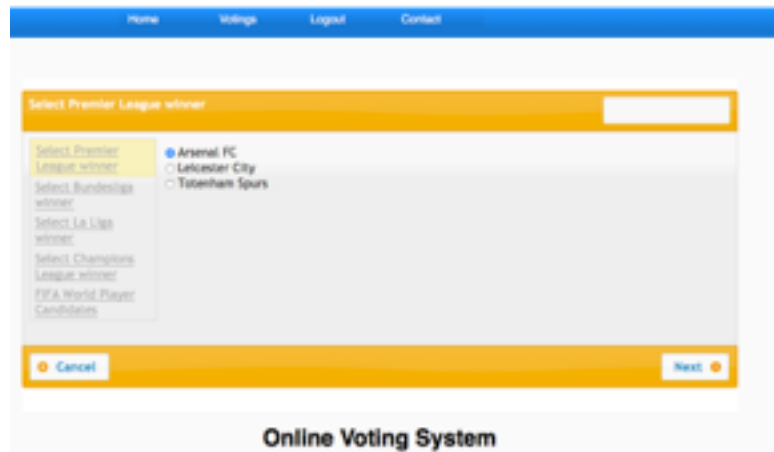 Home Votings Logout Contact
Select Premier League winner
Select Premier
League winner
Select Bundesliga
winner
Select La Liga
winner
Select Champions
League winner
FIFA World Player
Candidates
Arsenal FC
Leicester City
Totenham Spurs
Cancel
Next
Online Voting System